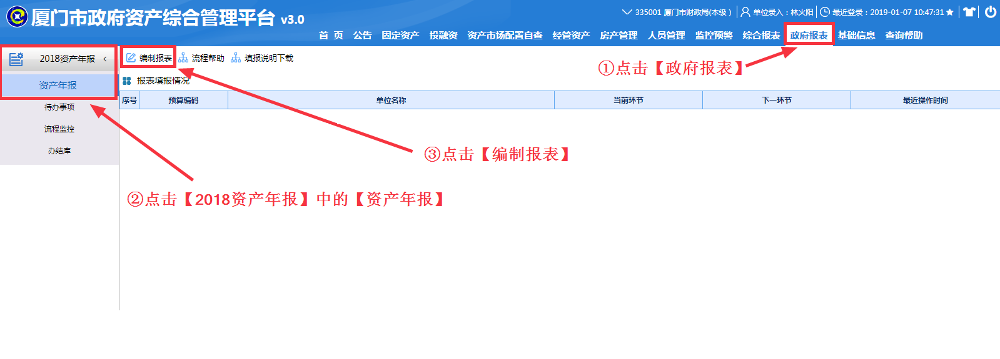 厦门市政府资产综合管理平台 v3.0
335001 厦门市财政局(本级) 单位录入:林火阳 最近登录:2019-01-07 10:47:31
首 页 公告 固定资产 投融资 资产市场配置自查 经管资产 房产管理 人员管理 监控预警 综合报表 政府报表 基础信息 查询帮助
2018资产年报 <
资产年报
待办事项
流程监控
办结库
编制报表 流程帮助 填报说明下载
①点击【政府报表】
报表填报情况
序号 预算编码 单位名称 当前环节 下一环节 最近操作时间
③点击【编制报表】
②点击【2018资产年报】中的【资产年报】